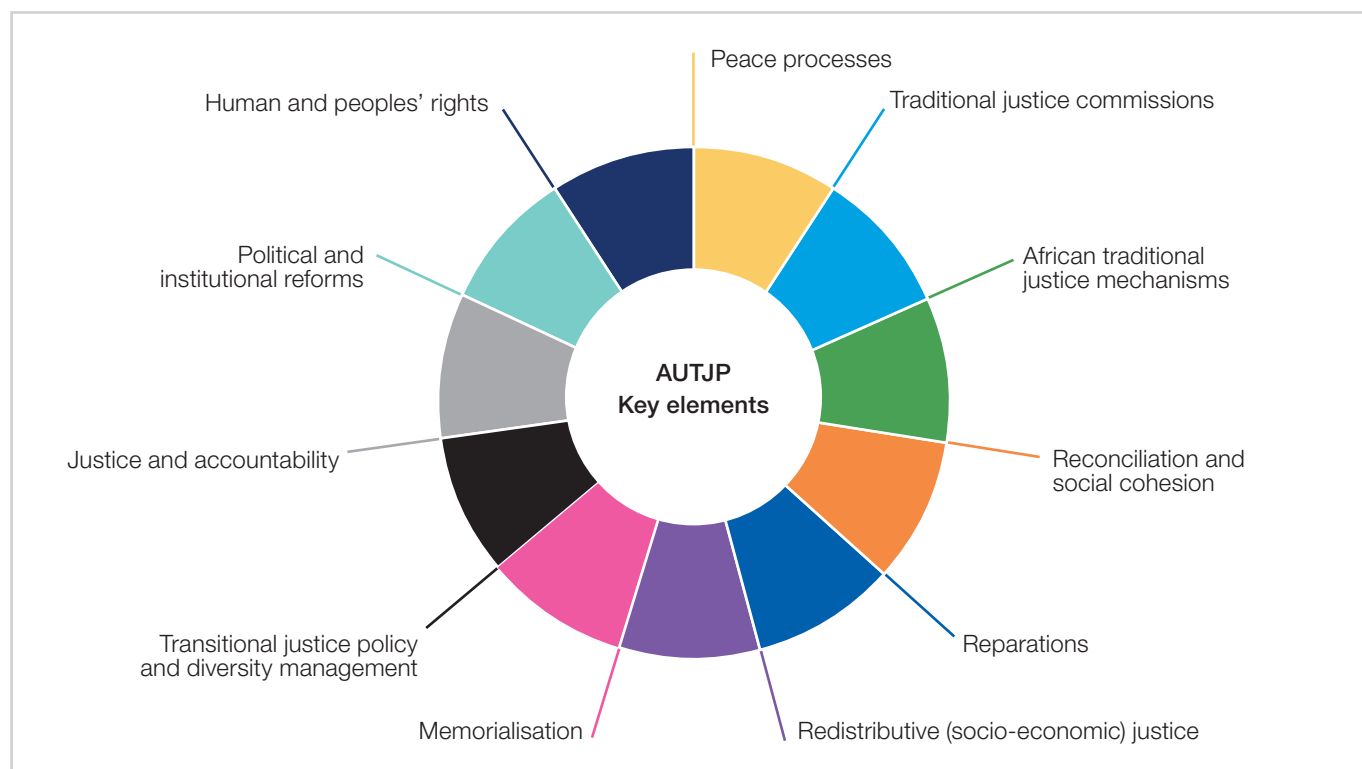 Peace processes
Traditional justice commissions
African traditional
justice mechanisms
Reconciliation and
social cohesion
Reparations
Redistributive (socio-economic) justice
Memorialisation
Transitional justice policy
and diversity management
Justice and accountability
Political and
institutional reforms
Human and peoples’ rights
AUTJP
Key elements